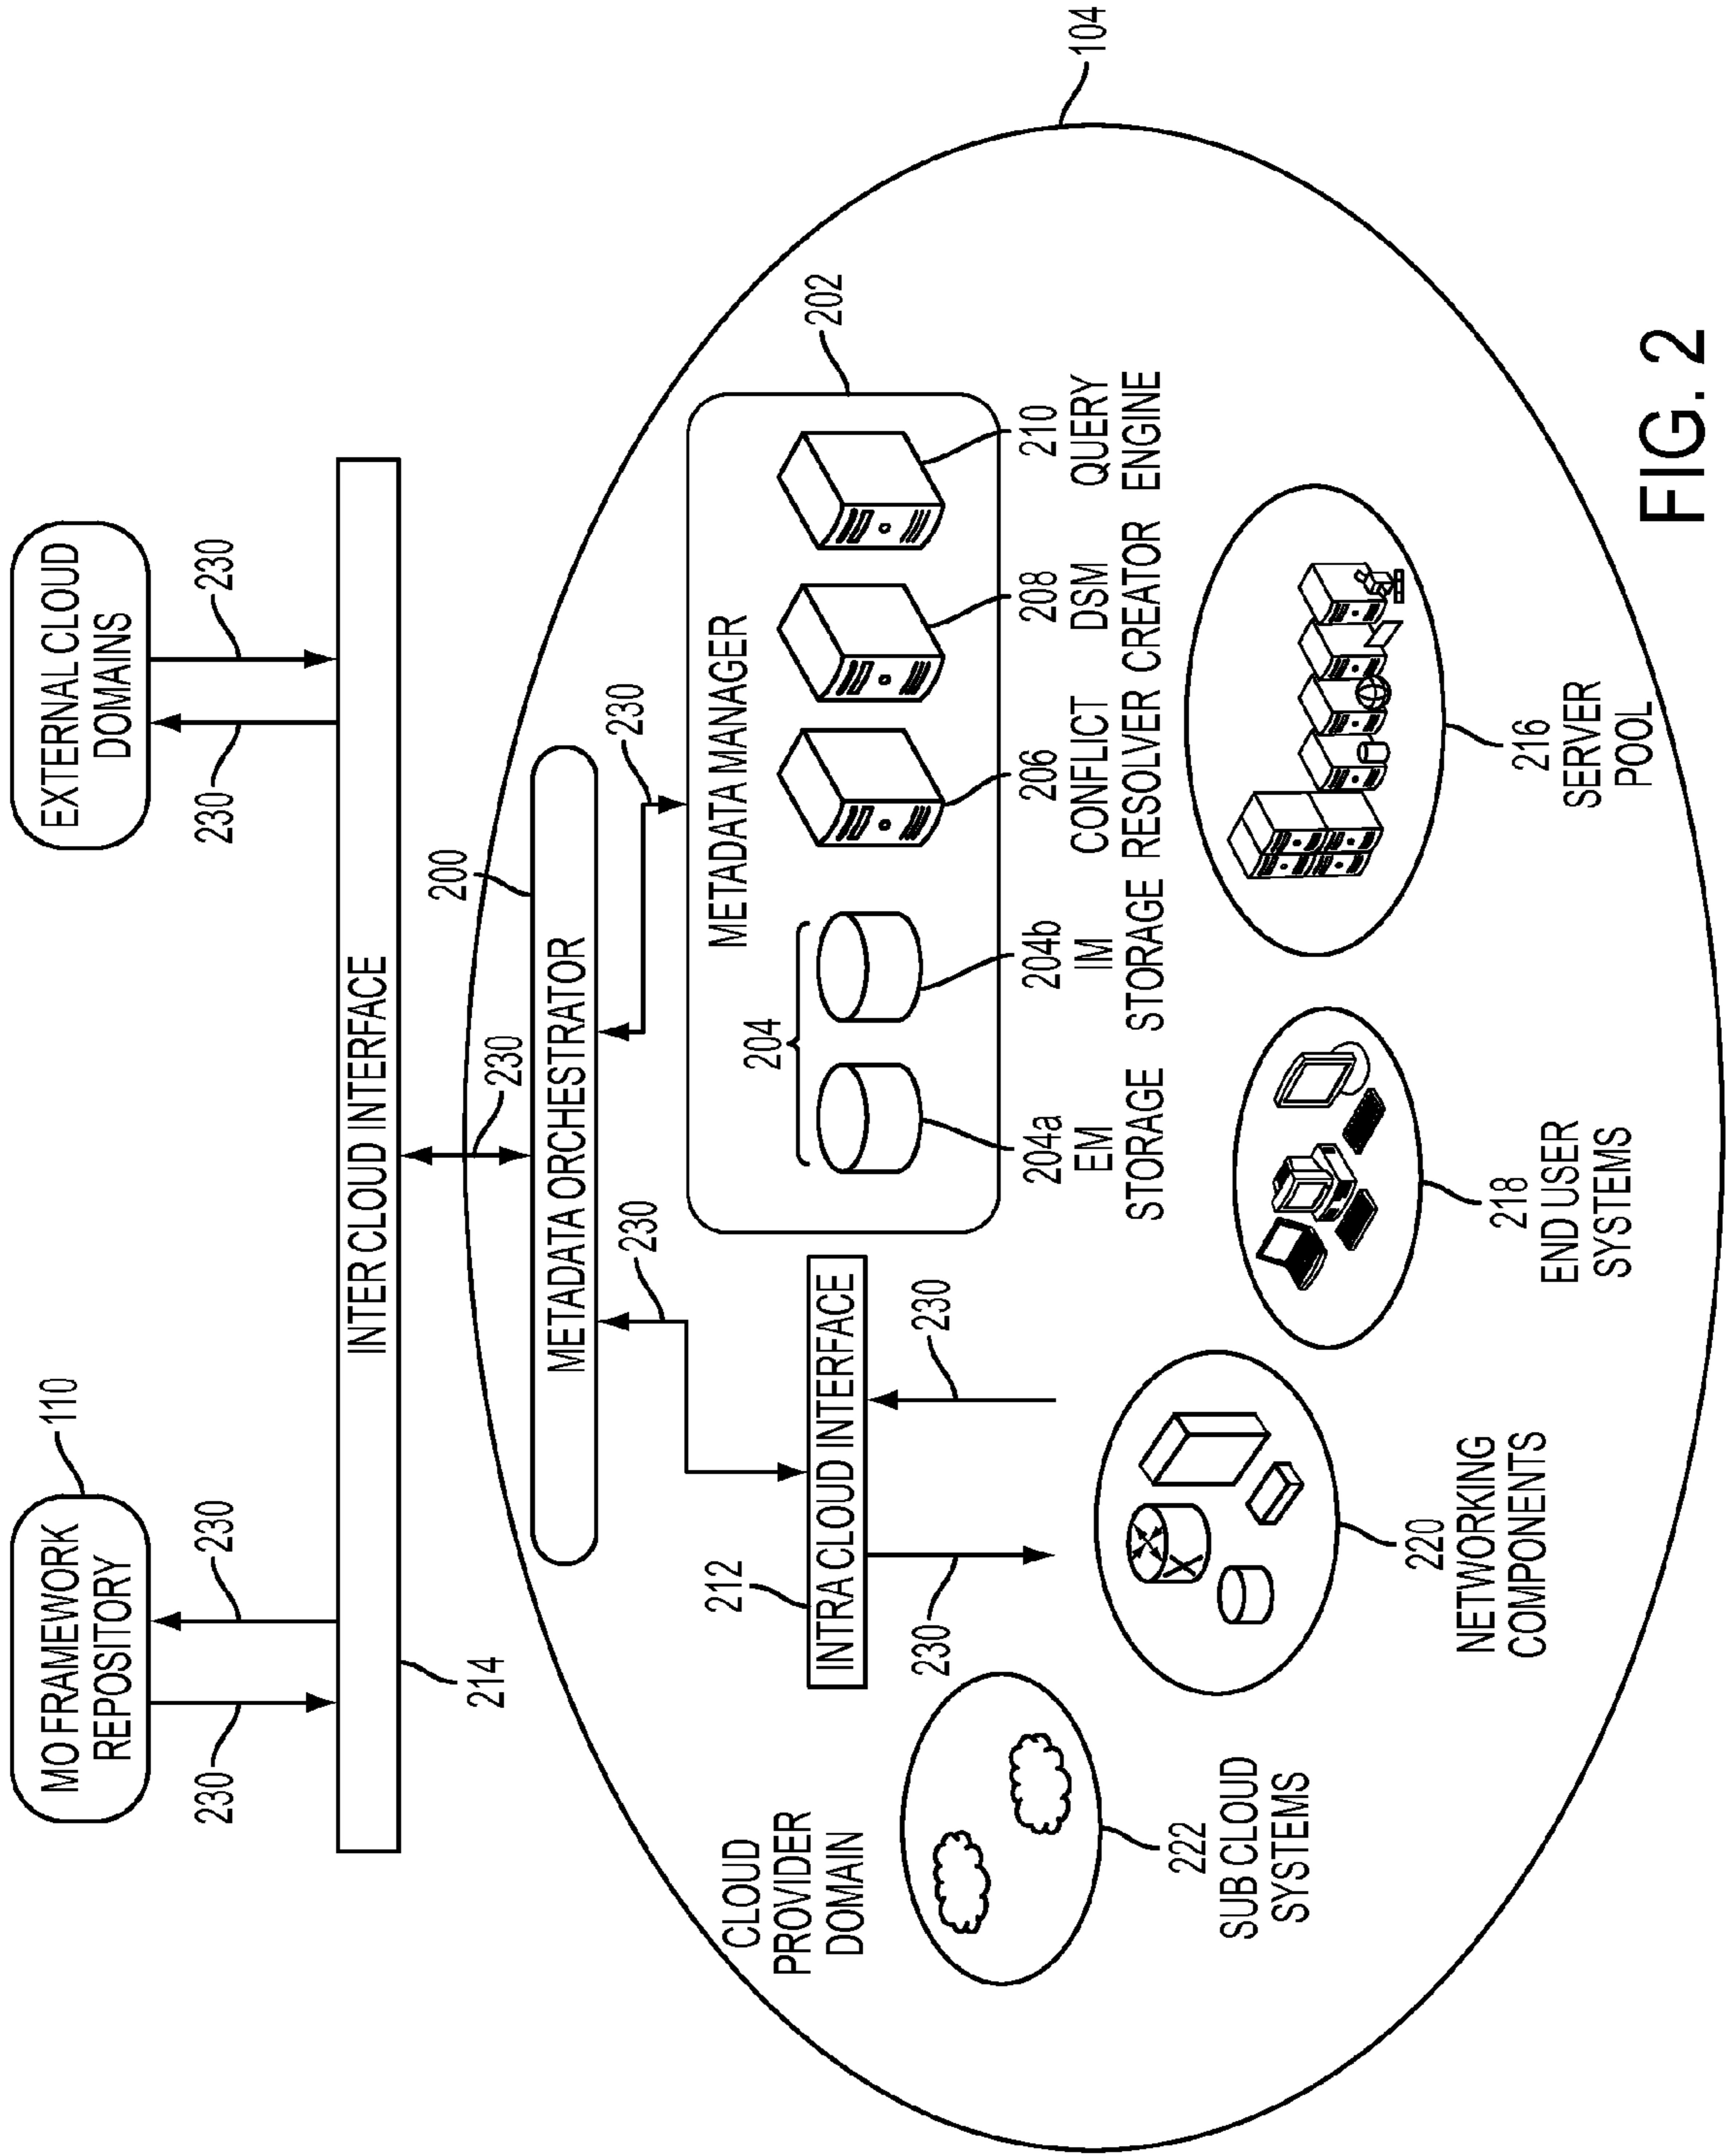 MO FRAMEWORK
REPOSITORY
110
EXTERNAL CLOUD
DOMAINS
230
230
230
230
INTER CLOUD INTERFACE
214
230
200
METADATA ORCHESTRATOR
230
230
104
CLOUD
PROVIDER
DOMAIN
212
INTRA CLOUD INTERFACE
230
230
METADATA MANAGER
202
204
204a
EM
STORAGE
204b
IM
STORAGE
206
CONFLICT
RESOLVER
208
DSM
CREATOR
210
QUERY
ENGINE
222
SUB CLOUD
SYSTEMS
220
NETWORKING
COMPONENTS
218
END USER
SYSTEMS
216
SERVER
POOL
FIG. 2